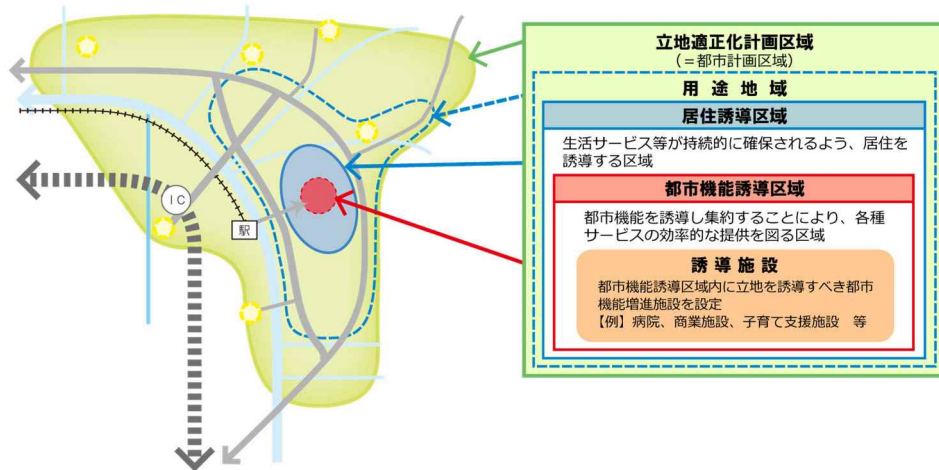 立地適正化計画区域
（＝都市計画区域）
用途地域
居住誘導区域
生活サービス等が持続的に確保されるよう、居住を
誘導する区域
都市機能誘導区域
都市機能を誘導し集約することにより、各種
サービスの効率的な提供を図る区域
誘導施設
都市機能誘導区域内に立地を誘導すべき都市
機能増進施設を設定
【例】病院、商業施設、子育て支援施設　等
ＩＣ
駅